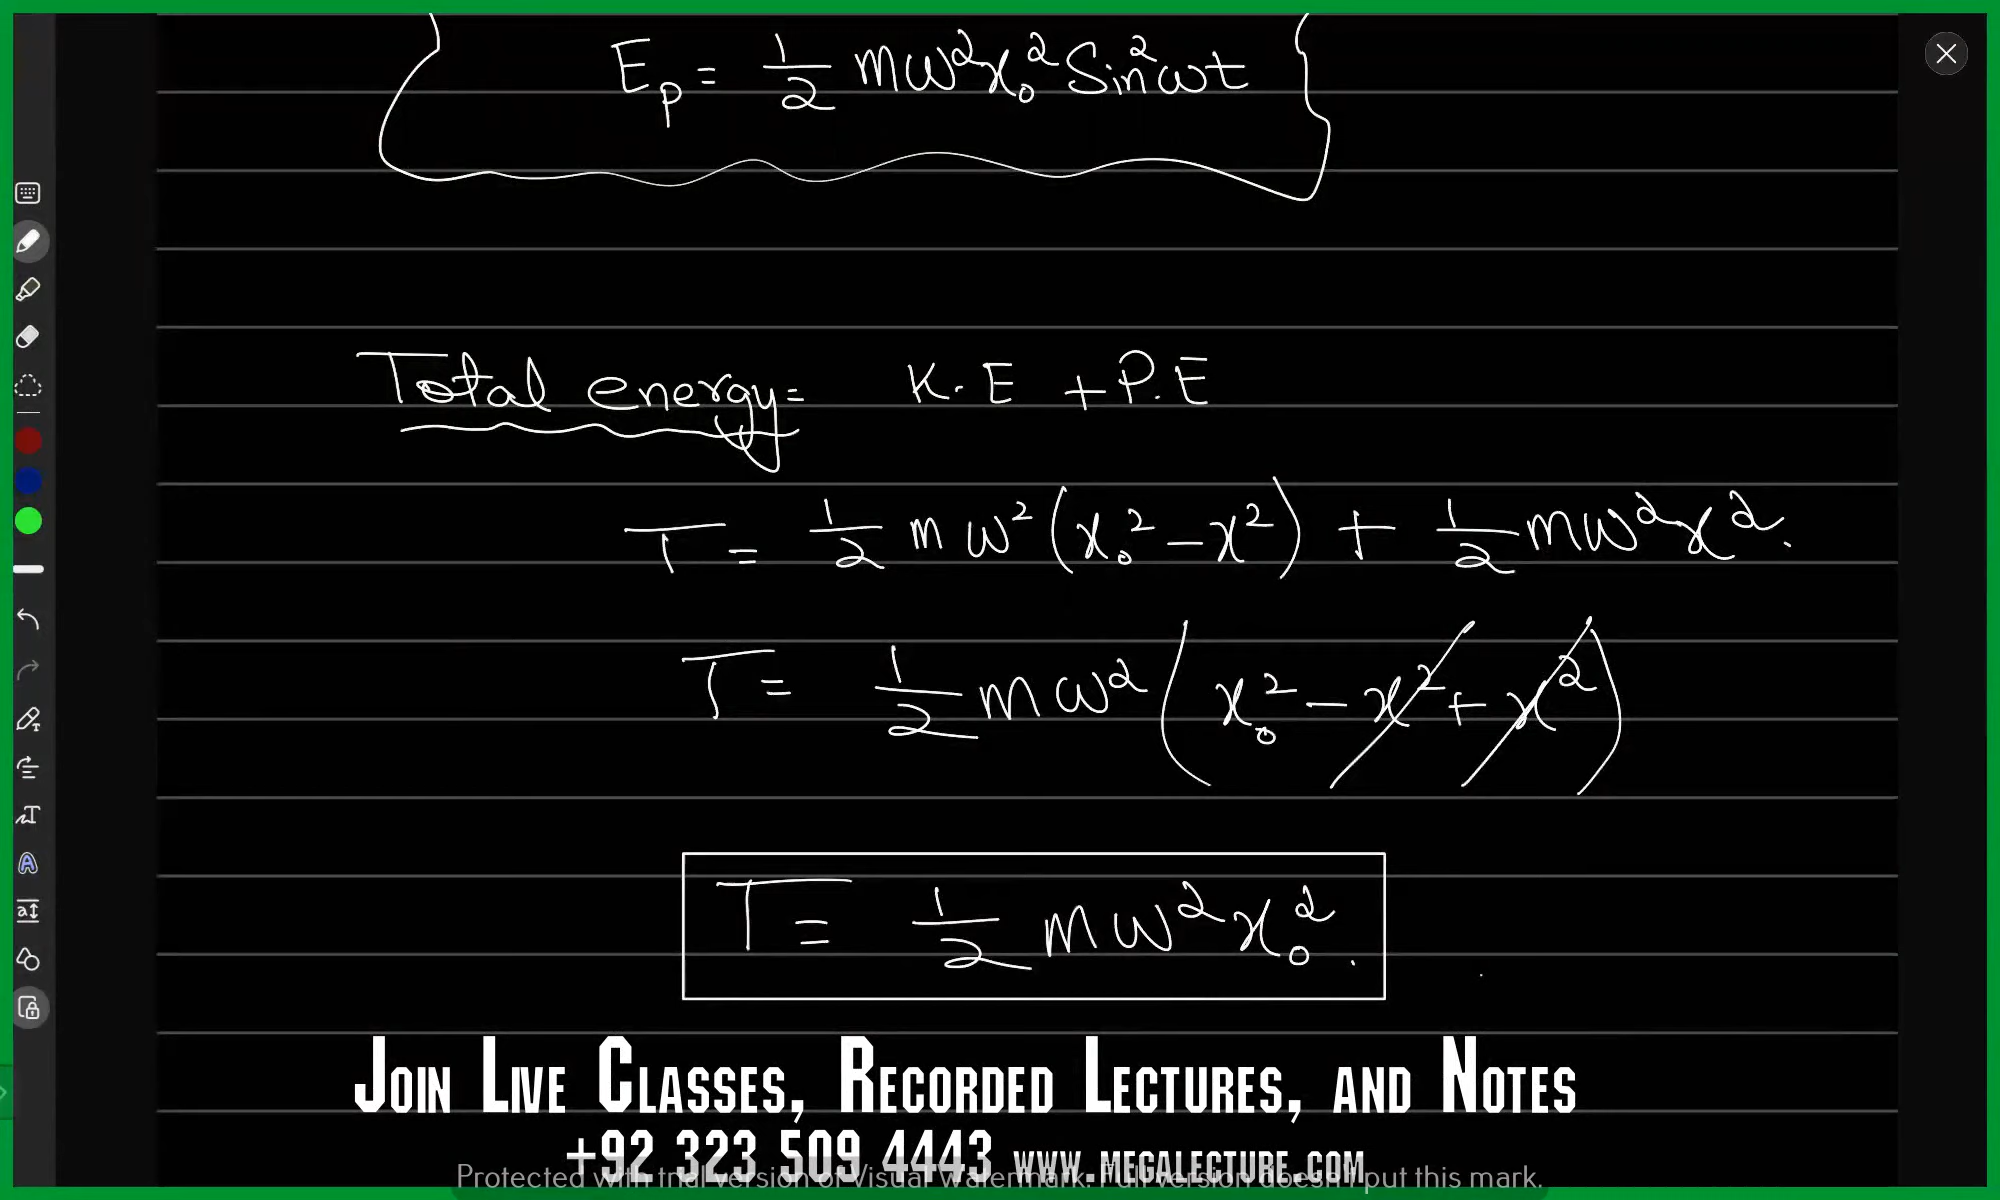 Ep = 1/2 mω²x₀² Sin²ωt
Total energy = K.E + P.E
T = 1/2 mω² (x₀² - x²) + 1/2 mω²x².
T = 1/2 mω² (x₀² - x² + x²)
T = 1/2 mω²x₀².
JOIN LIVE CLASSES, RECORDED LECTURES, AND NOTES
+92 323 509 4443 WWW.MEGALECTURE.COM
Protected with trial version of Visual Watermark. Full version doesn't put this mark.